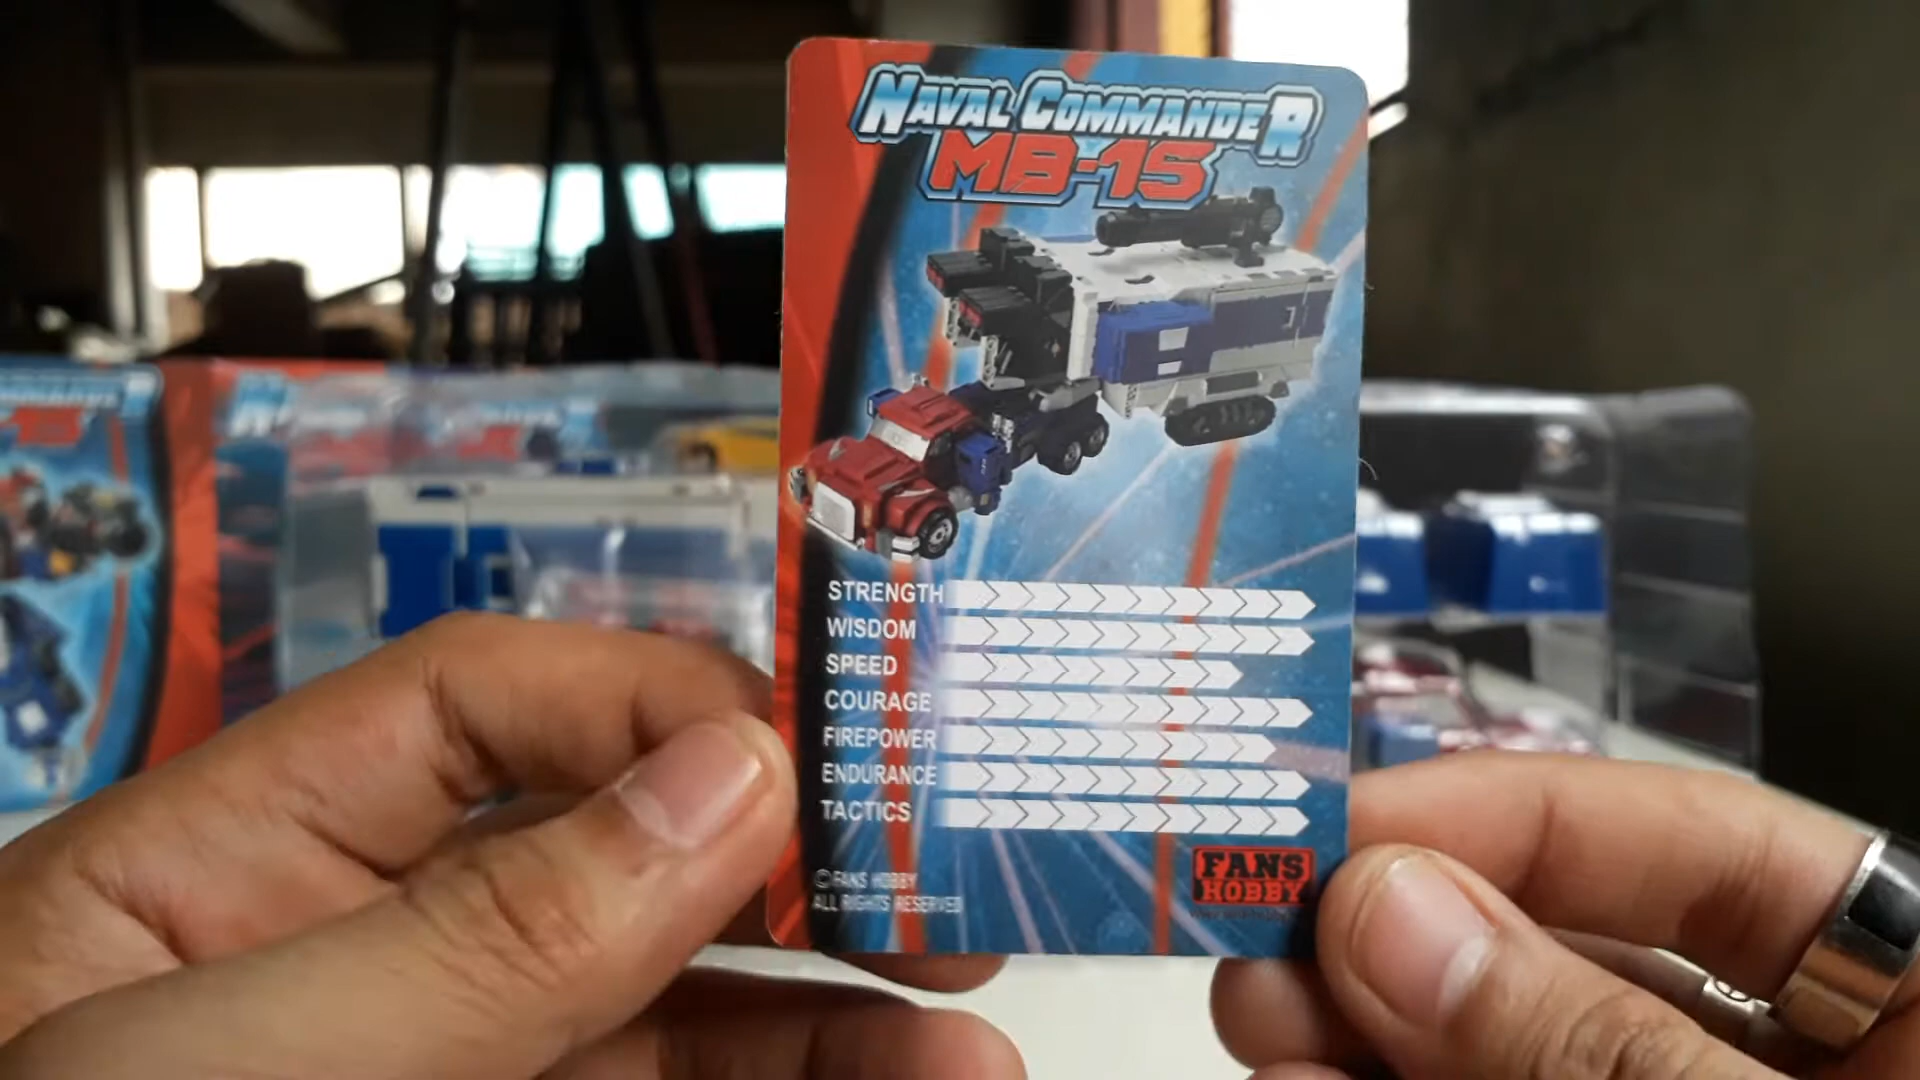 NAVAL COMMANDER
MB-15
STRENGTH
WISDOM
SPEED
COURAGE
FIREPOWER
ENDURANCE
TACTICS
©FANS HOBBY
ALL RIGHTS RESERVED
FANS
HOBBY